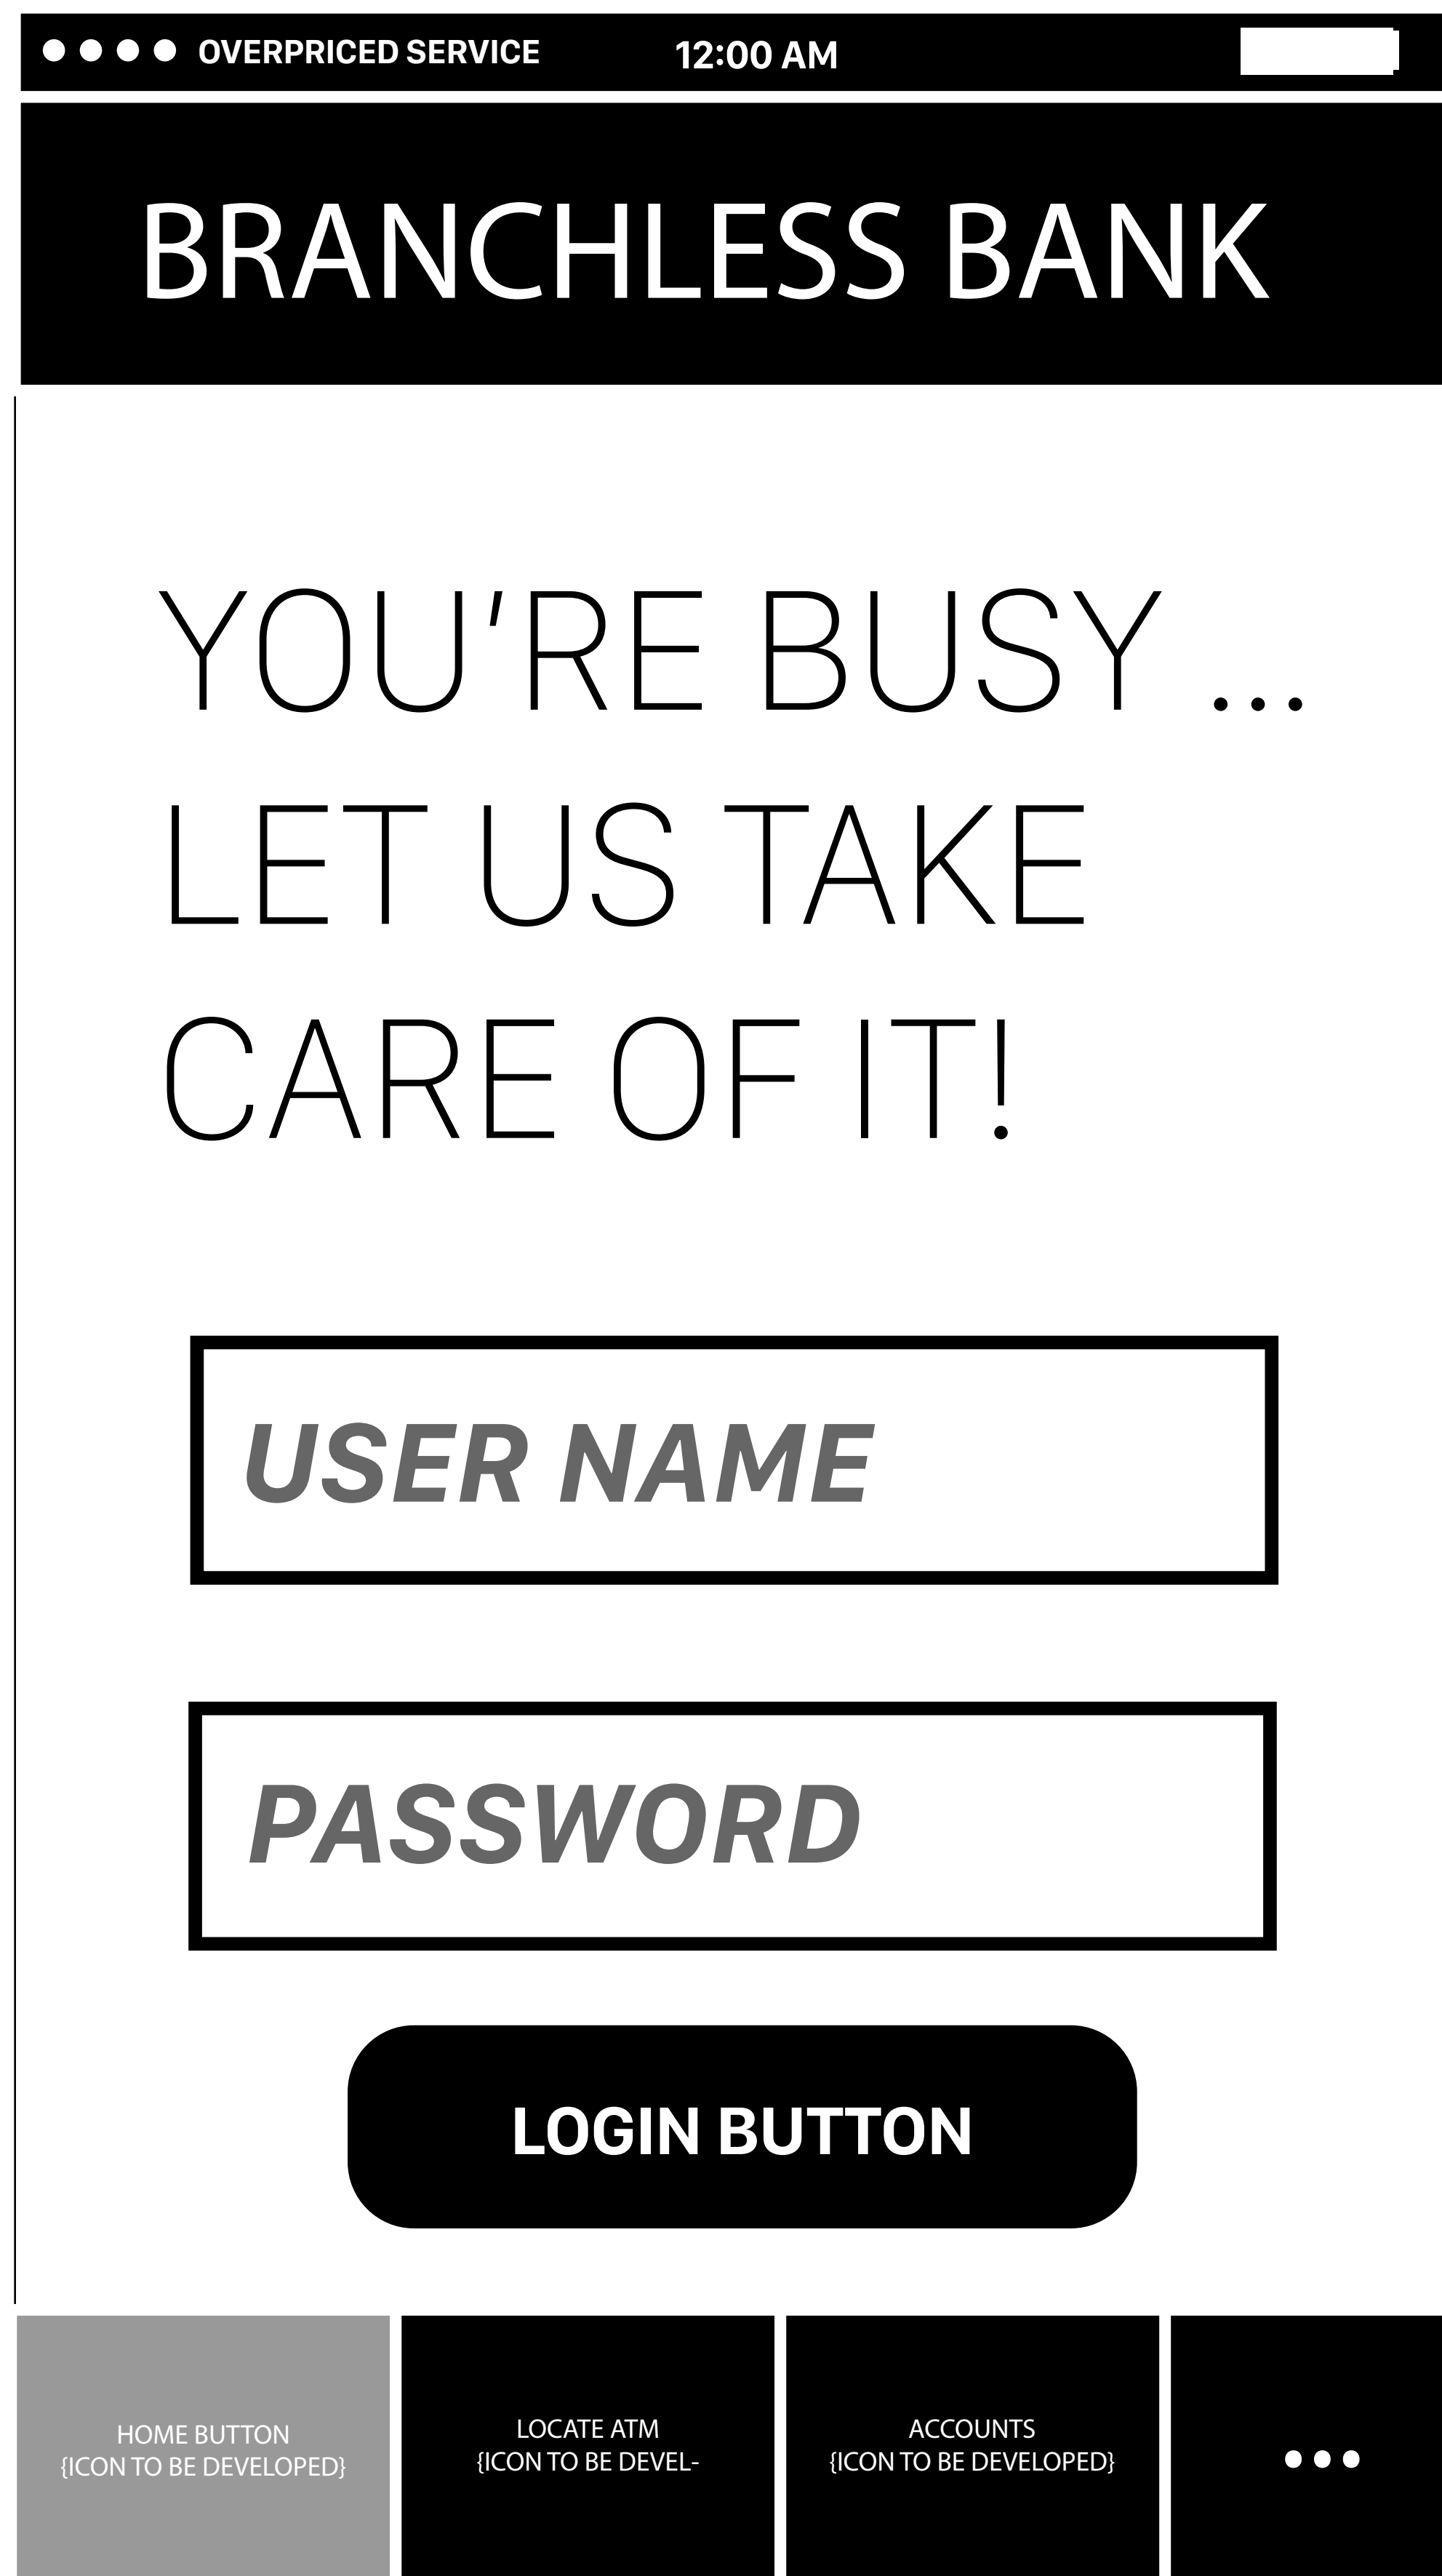 OVERPRICED SERVICE 12:00 AM
BRANCHLESS BANK
YOU'RE BUSY ...
LET US TAKE
CARE OF IT!
USER NAME
PASSWORD
LOGIN BUTTON
HOME BUTTON
{ICON TO BE DEVELOPED}
LOCATE ATM
{ICON TO BE DEVEL-
ACCOUNTS
{ICON TO BE DEVELOPED}
...